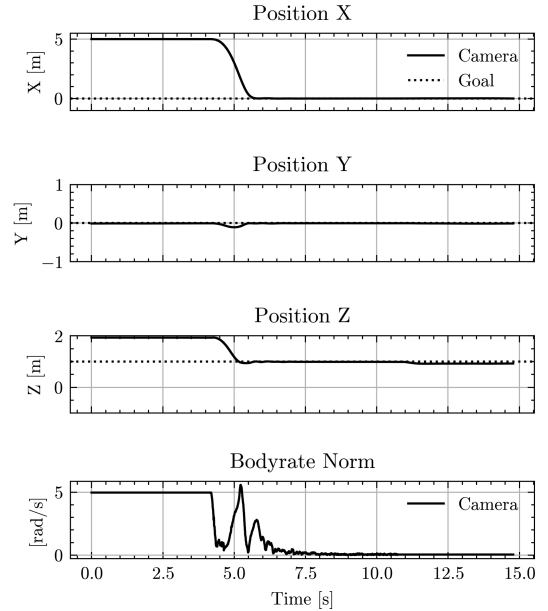 Position X
X [m]
5
0
Camera
Goal
Position Y
Y [m]
1
0
−1
Position Z
Z [m]
2
0
Bodyrate Norm
[rad/s]
5
0
Camera
0.0 2.5 5.0 7.5 10.0 12.5 15.0
Time [s]